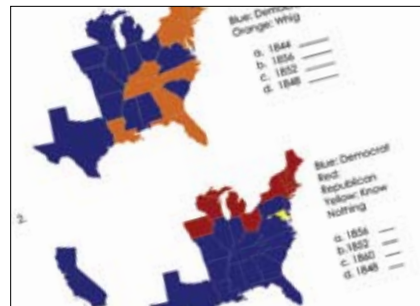 Blue: Democrat
Orange: Whig
a. 1844
b. 1856
c. 1852
d. 1848
2.
Blue: Democrat
Red:
Republican
Yellow: Know
Nothing
a. 1856
b.1852
c. 1860
d. 1848